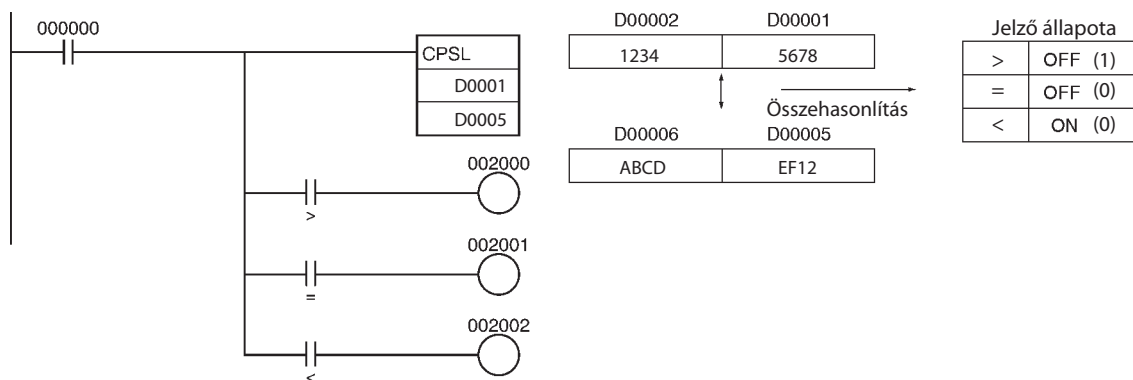 000000
CPSL
D0001
D0005
002000
>
002001
=
002002
<
D00002 D00001
1234 5678
Összehasonlítás
D00006 D00005
ABCD EF12
Jelző állapota
> OFF (1)
= OFF (0)
< ON (0)